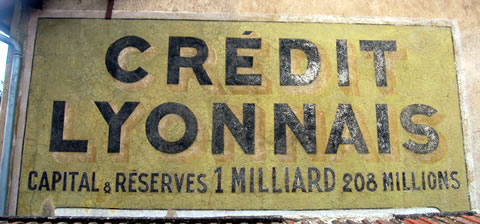 CRÉDIT
LYONNAIS
CAPITAL & RÉSERVES 1 MILLIARD 208 MILLIONS